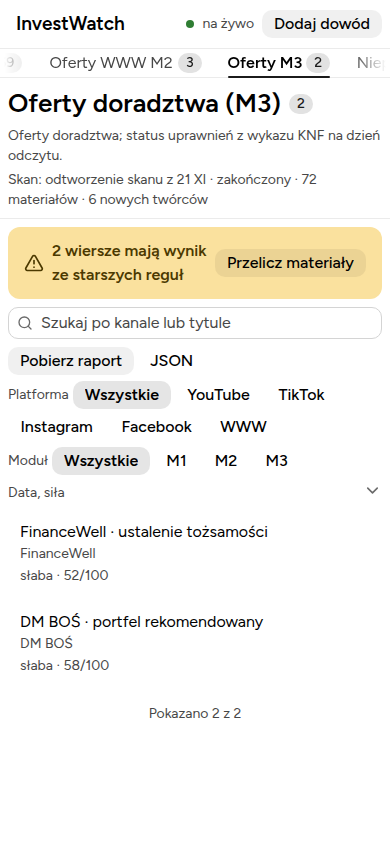 InvestWatch
na żywo
Dodaj dowód
9
Oferty WWW M2 3
Oferty M3 2
Nie
Oferty doradztwa (M3) 2
Oferty doradztwa; status uprawnień z wykazu KNF na dzień
odczytu.
Skan: odtworzenie skanu z 21 XI · zakończony · 72
materiałów · 6 nowych twórców
2 wiersze mają wynik
ze starszych reguł
Przelicz materiały
Szukaj po kanale lub tytule
Pobierz raport JSON
Platforma Wszystkie YouTube TikTok
Instagram Facebook WWW
Moduł Wszystkie M1 M2 M3
Data, siła
FinanceWell · ustalenie tożsamości
FinanceWell
słaba · 52/100
DM BOŚ · portfel rekomendowany
DM BOŚ
słaba · 58/100
Pokazano 2 z 2